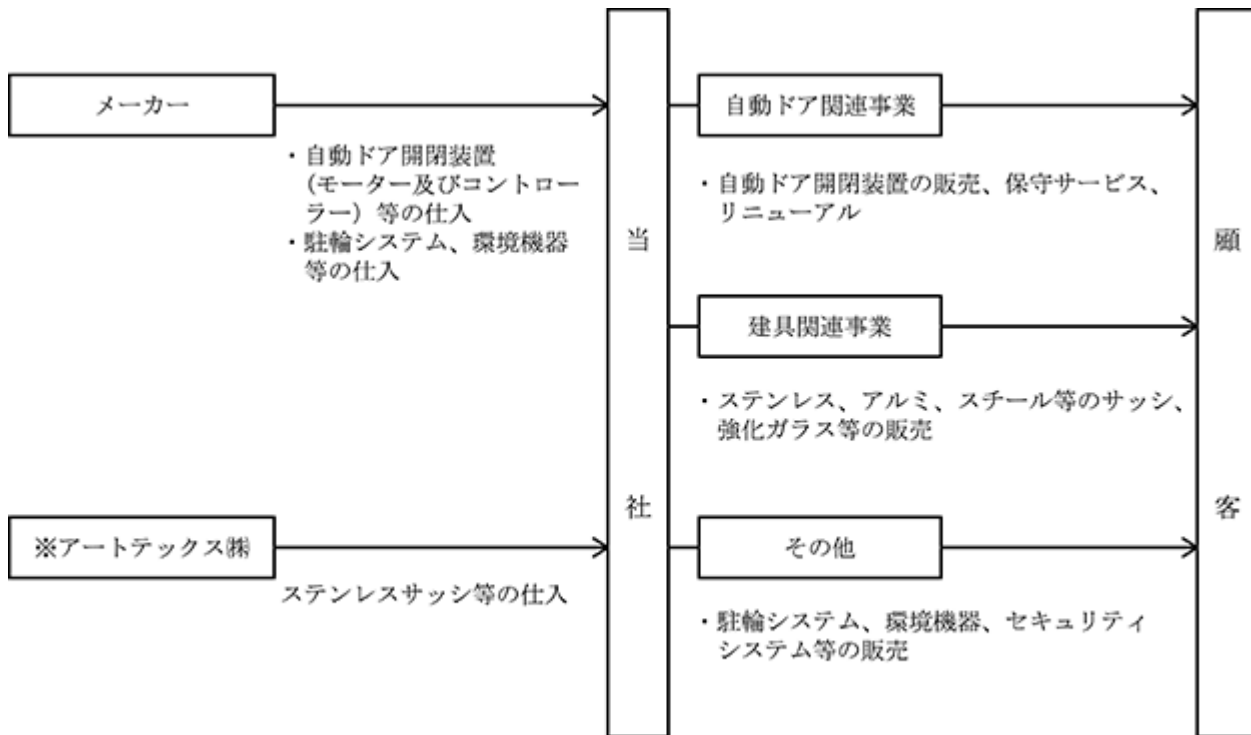 メーカー
・自動ドア開閉装置
(モーター及びコントロー
ラー)等の仕入
・駐輪システム、環境機器
等の仕入
※アートテックス㈱
ステンレスサッシ等の仕入
当
社
自動ドア関連事業
・自動ドア開閉装置の販売、保守サービス、
リニューアル
建具関連事業
・ステンレス、アルミ、スチール等のサッシ、
強化ガラス等の販売
その他
・駐輪システム、環境機器、セキュリティ
システム等の販売
顧
客